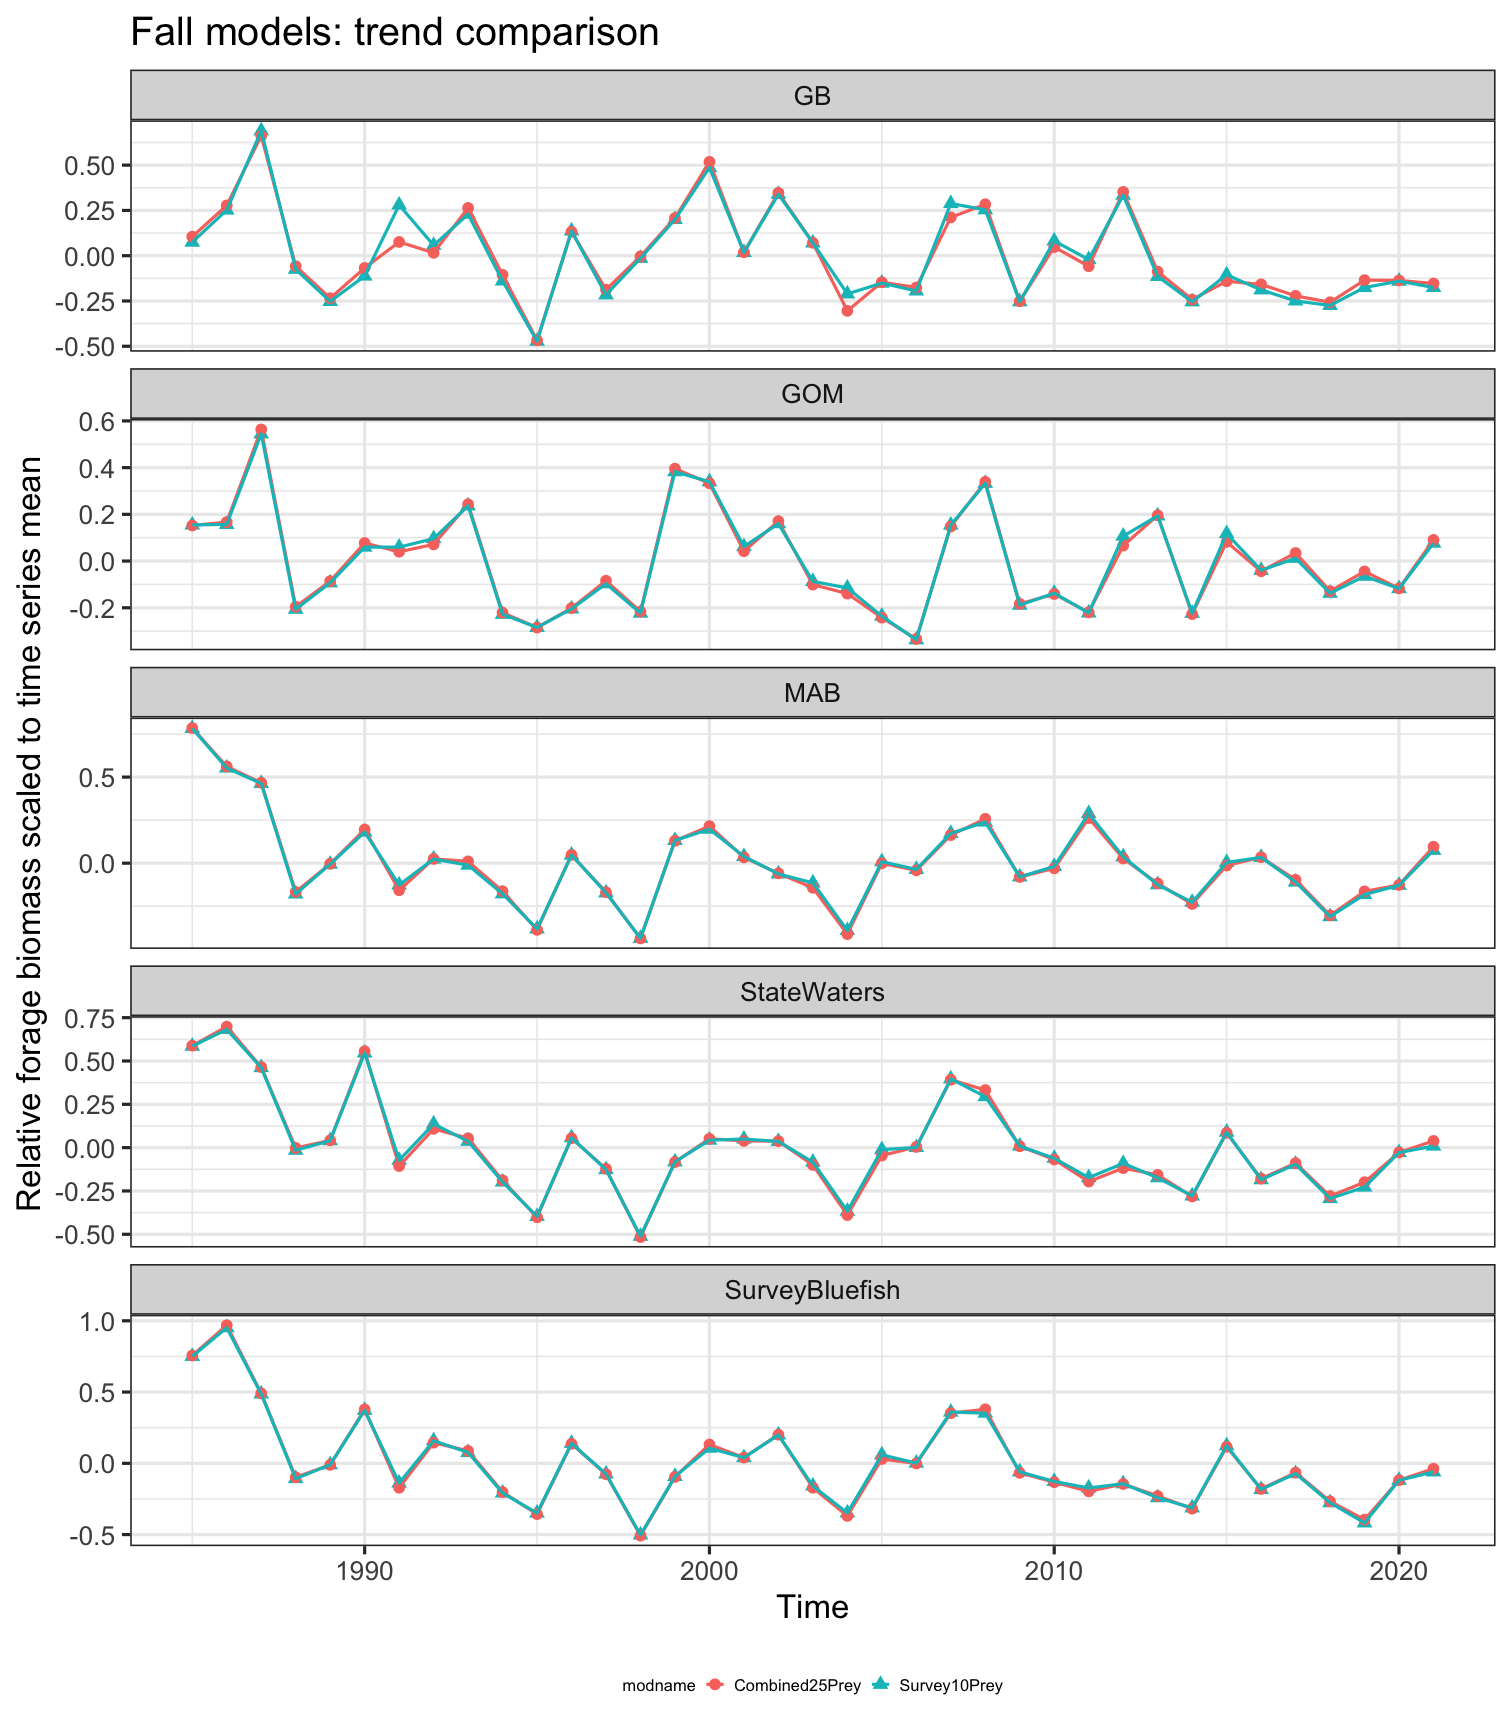 Fall models: trend comparison
GB
0.50
0.25
0.00
-0.25
-0.50
GOM
0.6
0.4
0.2
0.0
-0.2
MAB
0.5
0.0
StateWaters
0.75
0.50
0.25
0.00
-0.25
-0.50
SurveyBluefish
1.0
0.5
0.0
-0.5
Relative forage biomass scaled to time series mean
1990 2000 2010 2020
Time
modname Combined25Prey Survey10Prey